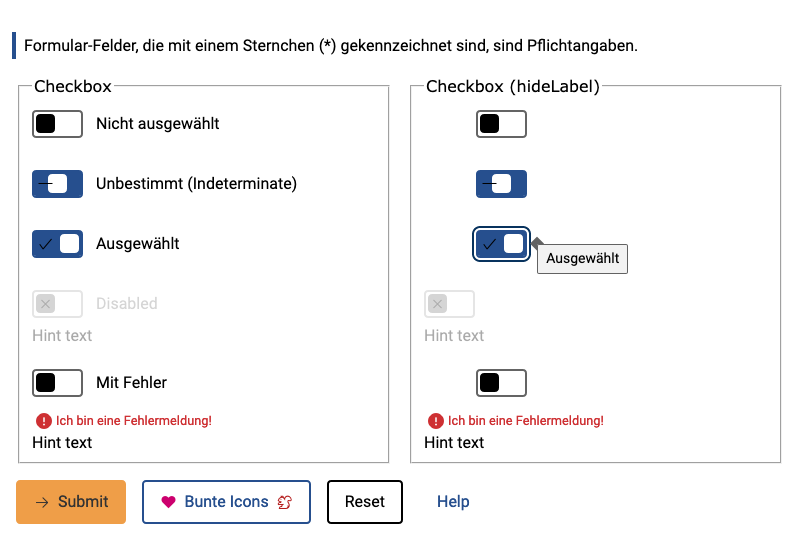 Formular-Felder, die mit einem Sternchen (*) gekennzeichnet sind, sind Pflichtangaben.
Checkbox
Nicht ausgewählt
Unbestimmt (Indeterminate)
Ausgewählt
Disabled
Hint text
Mit Fehler
Ich bin eine Fehlermeldung!
Hint text
Checkbox (hideLabel)
Ausgewählt
Hint text
Ich bin eine Fehlermeldung!
Hint text
Submit
Bunte Icons
Reset
Help